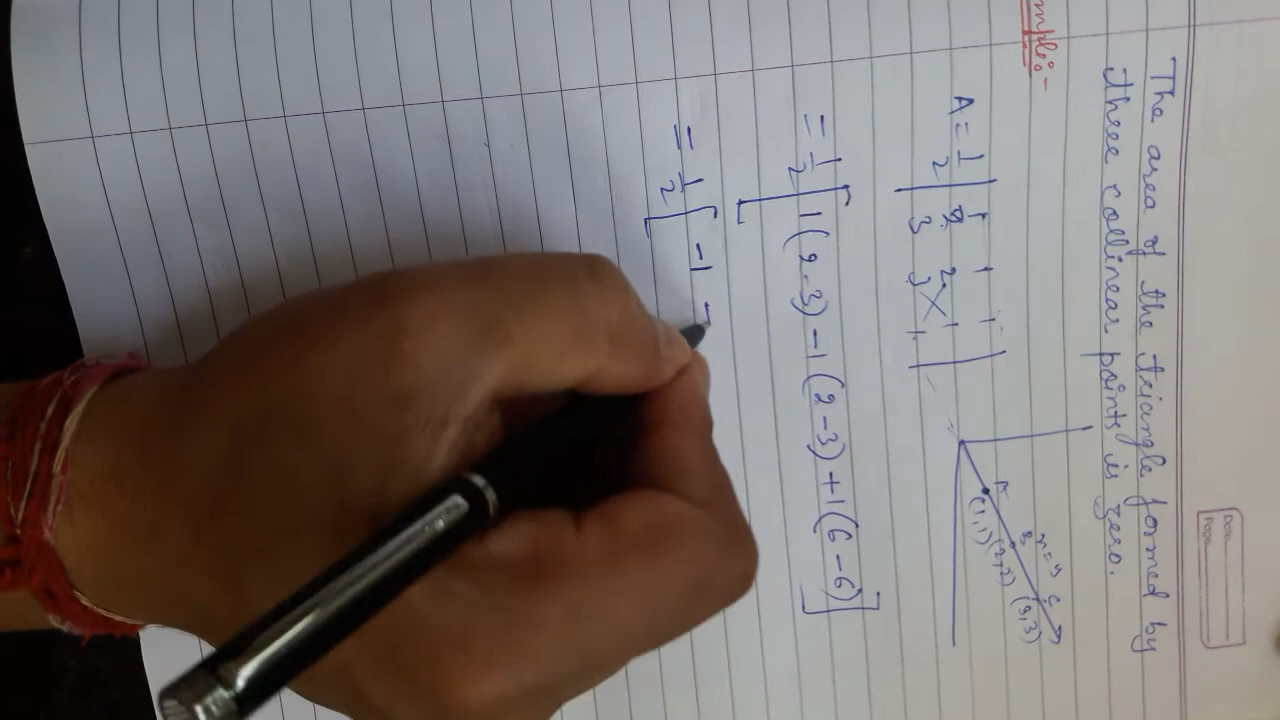 Date
Page
The area of the triangle formed by
three collinear points is zero.
mple:-
A = 1/2 | 1 1 1
2 2 1
3 3 1 |
A (1,1) B (2,2) x=y C (3,3)
= 1/2 [ 1(2-3) - 1(2-3) + 1(6-6) ]
= 1/2 [ -1